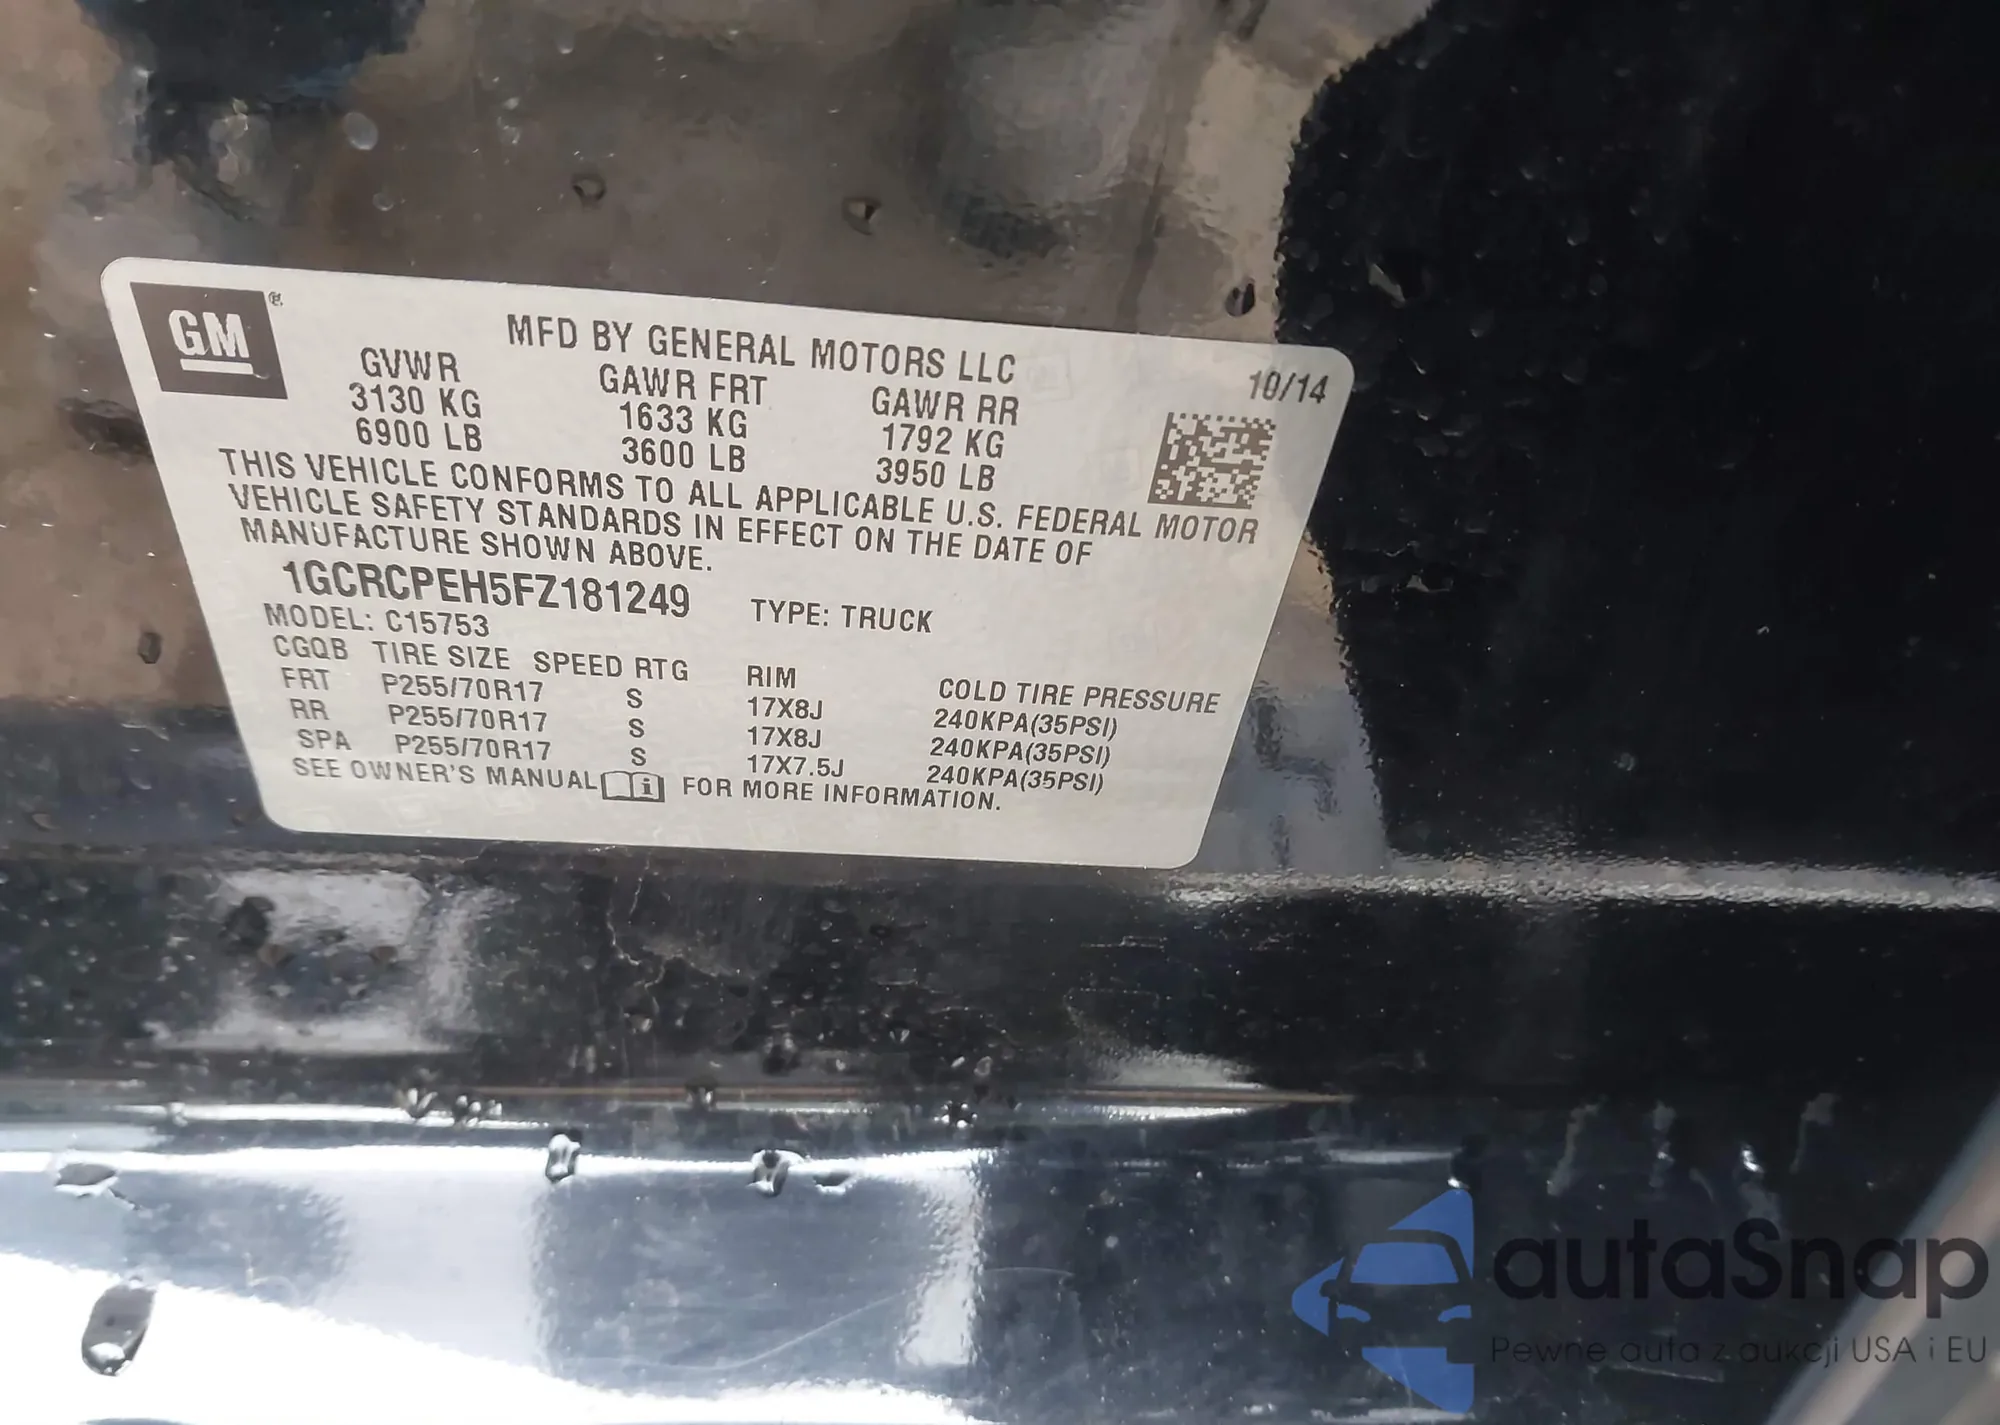 GM®
MFD BY GENERAL MOTORS LLC
10/14
GVWR GAWR FRT GAWR RR
3130 KG 1633 KG 1792 KG
6900 LB 3600 LB 3950 LB
THIS VEHICLE CONFORMS TO ALL APPLICABLE U.S. FEDERAL MOTOR
VEHICLE SAFETY STANDARDS IN EFFECT ON THE DATE OF
MANUFACTURE SHOWN ABOVE.
1GCRCPEH5FZ181249 TYPE: TRUCK
MODEL: C15753
CGQB TIRE SIZE SPEED RTG RIM COLD TIRE PRESSURE
FRT P255/70R17 S 17X8J 240KPA(35PSI)
RR P255/70R17 S 17X8J 240KPA(35PSI)
SPA P255/70R17 S 17X7.5J 240KPA(35PSI)
SEE OWNER'S MANUAL i FOR MORE INFORMATION.
autaSnap
Pewne auta z aukcji USA i EU